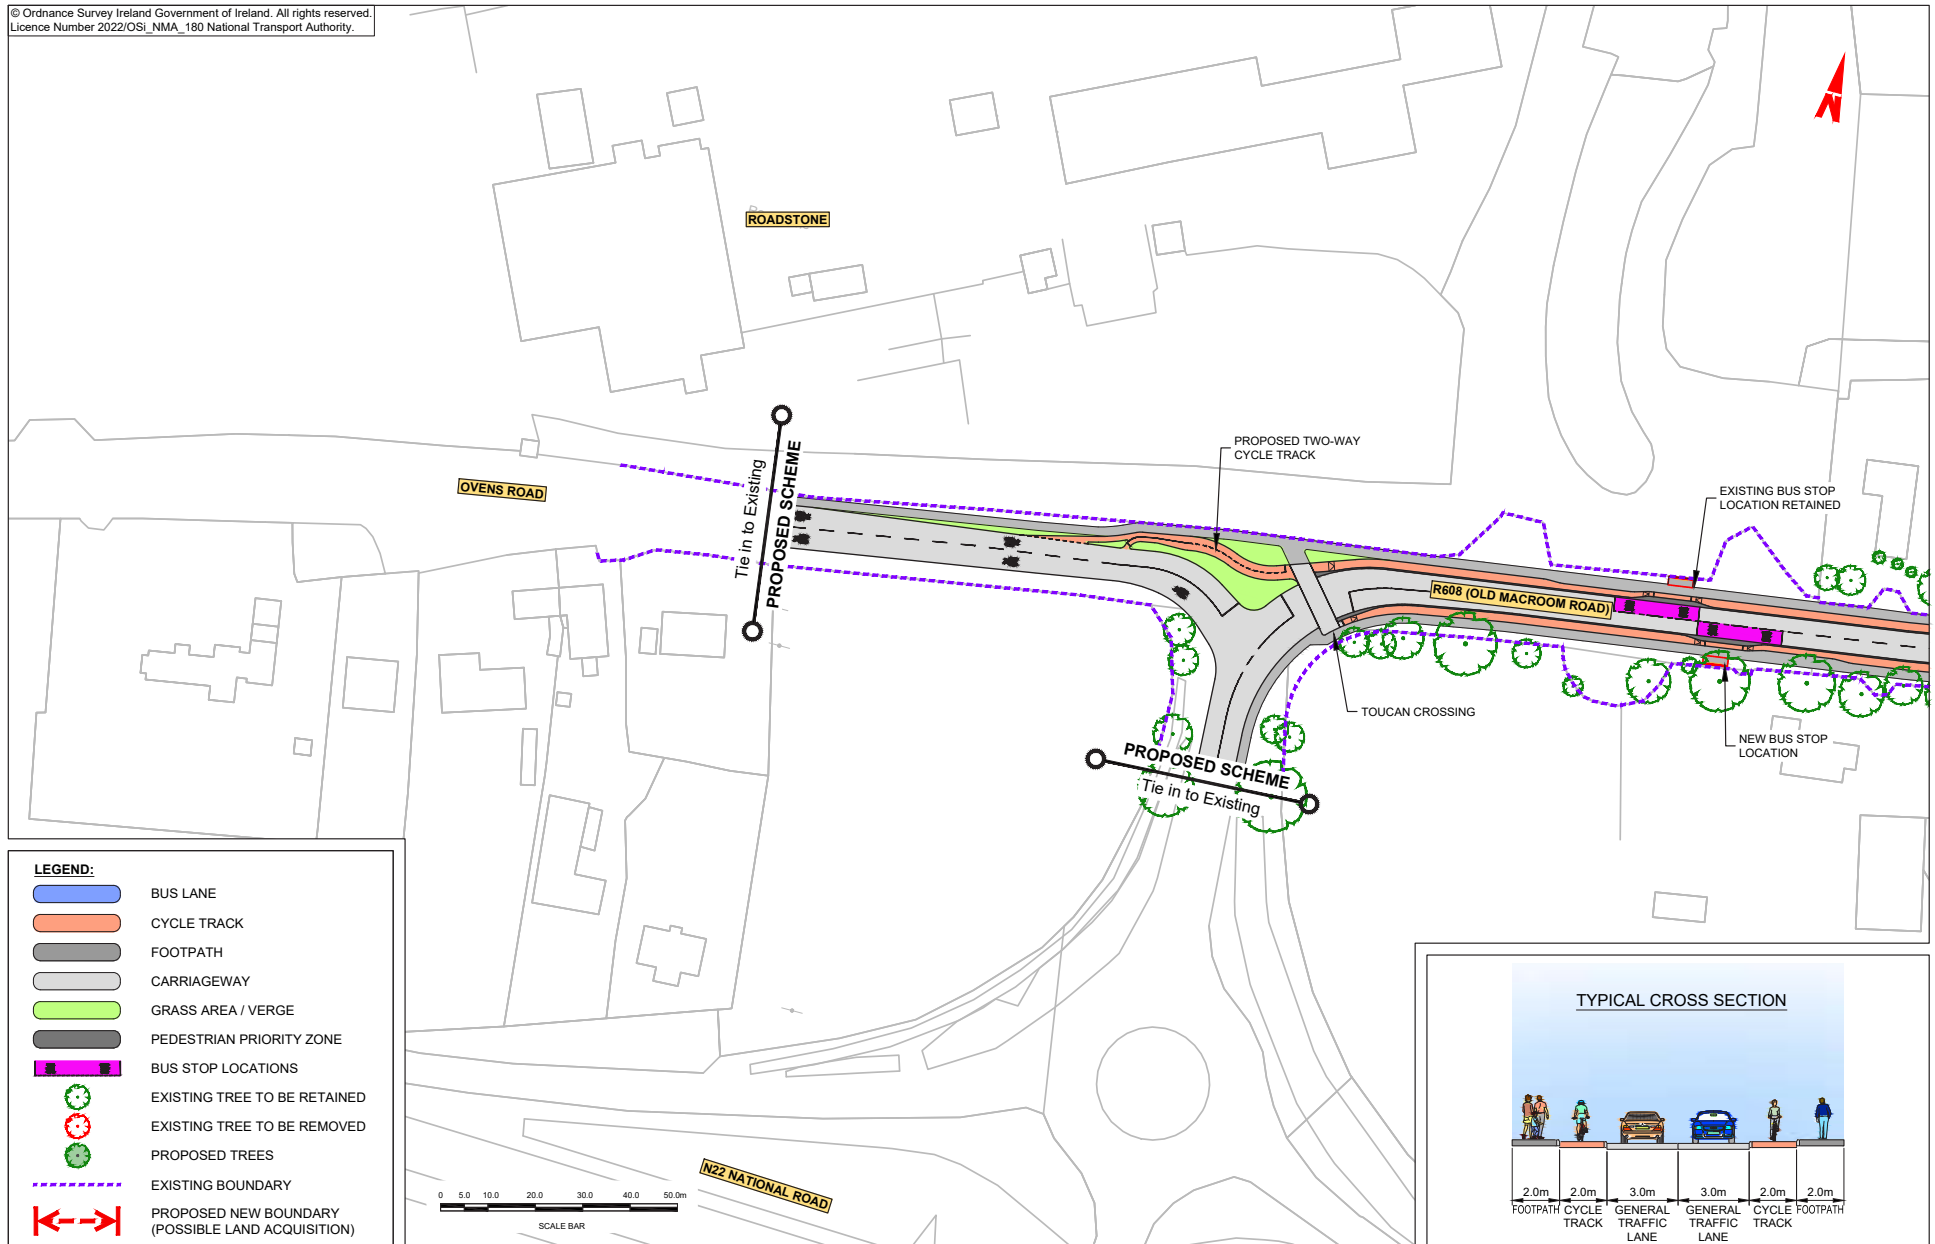 © Ordnance Survey Ireland Government of Ireland. All rights reserved.
Licence Number 2022/OSi_NMA_180 National Transport Authority.
N
ROADSTONE
OVENS ROAD
Tie in to Existing
PROPOSED SCHEME
PROPOSED TWO-WAY
CYCLE TRACK
EXISTING BUS STOP
LOCATION RETAINED
R608 (OLD MACROOM ROAD)
TOUCAN CROSSING
NEW BUS STOP
LOCATION
PROPOSED SCHEME
Tie in to Existing
N22 NATIONAL ROAD
LEGEND:
BUS LANE
CYCLE TRACK
FOOTPATH
CARRIAGEWAY
GRASS AREA / VERGE
PEDESTRIAN PRIORITY ZONE
BUS STOP LOCATIONS
EXISTING TREE TO BE RETAINED
EXISTING TREE TO BE REMOVED
PROPOSED TREES
EXISTING BOUNDARY
PROPOSED NEW BOUNDARY
(POSSIBLE LAND ACQUISITION)
0 5.0 10.0 20.0 30.0 40.0 50.0m
SCALE BAR
TYPICAL CROSS SECTION
2.0m 2.0m 3.0m 3.0m 2.0m 2.0m
FOOTPATH CYCLE GENERAL GENERAL CYCLE FOOTPATH
TRACK TRAFFIC TRAFFIC TRACK
LANE LANE